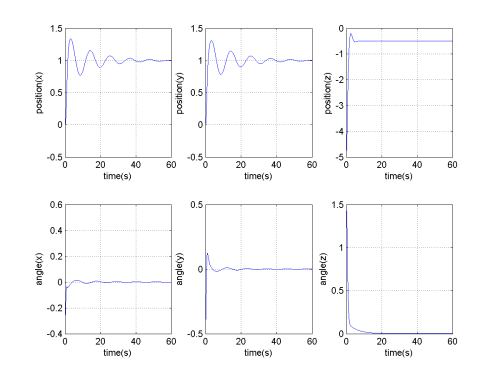 1.5
1
0.5
0
-0.5
position(x)
0 20 40 60
time(s)
1.5
1
0.5
0
-0.5
position(y)
0 20 40 60
time(s)
0
-1
-2
-3
-4
-5
position(z)
0 20 40 60
time(s)
0.6
0.4
0.2
0
-0.2
-0.4
angle(x)
0 20 40 60
time(s)
0.5
0
-0.5
angle(y)
0 20 40 60
time(s)
1.5
1
0.5
0
angle(z)
0 20 40 60
time(s)